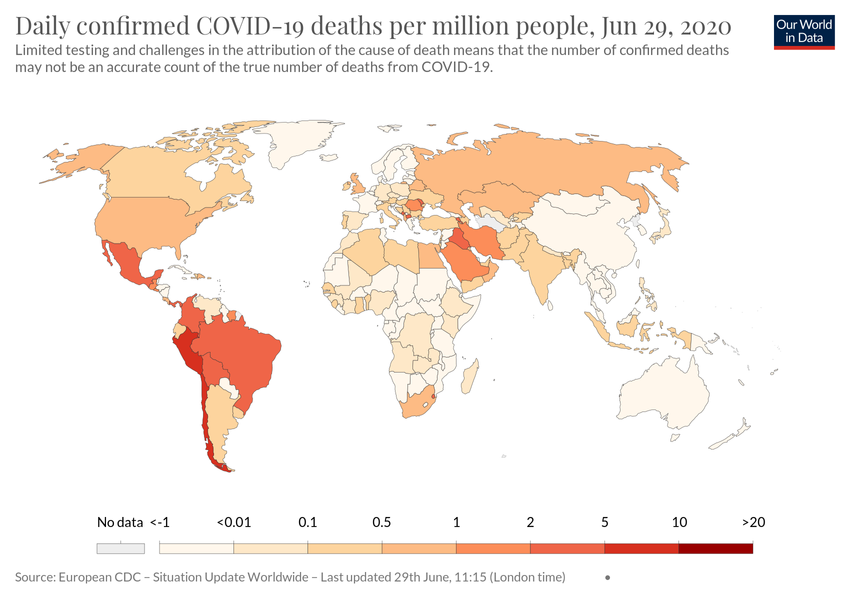 Daily confirmed COVID-19 deaths per million people, Jun 29, 2020
Our World
in Data
Limited testing and challenges in the attribution of the cause of death means that the number of confirmed deaths
may not be an accurate count of the true number of deaths from COVID-19.
No data <-1 <0.01 0.1 0.5 1 2 5 10 >20
Source: European CDC – Situation Update Worldwide – Last updated 29th June, 11:15 (London time) •